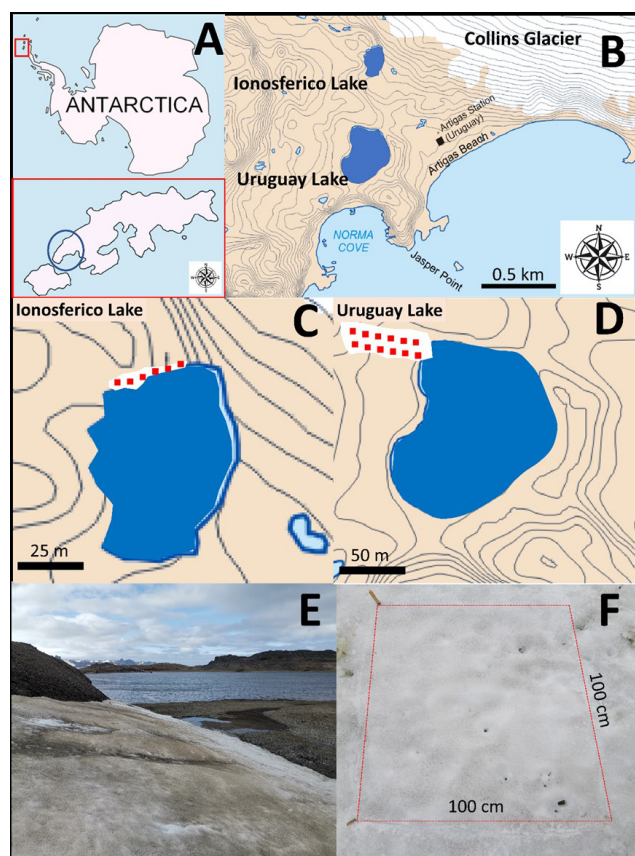 A
ANTARCTICA
B
Collins Glacier
Ionosferico Lake
Artigas Station
(Uruguay)
Artigas Beach
Uruguay Lake
NORMA
COVE
Jasper Point
0.5 km
N
W
E
S
Ionosferico Lake
C
25 m
Uruguay Lake
D
50 m
E
F
100 cm
100 cm